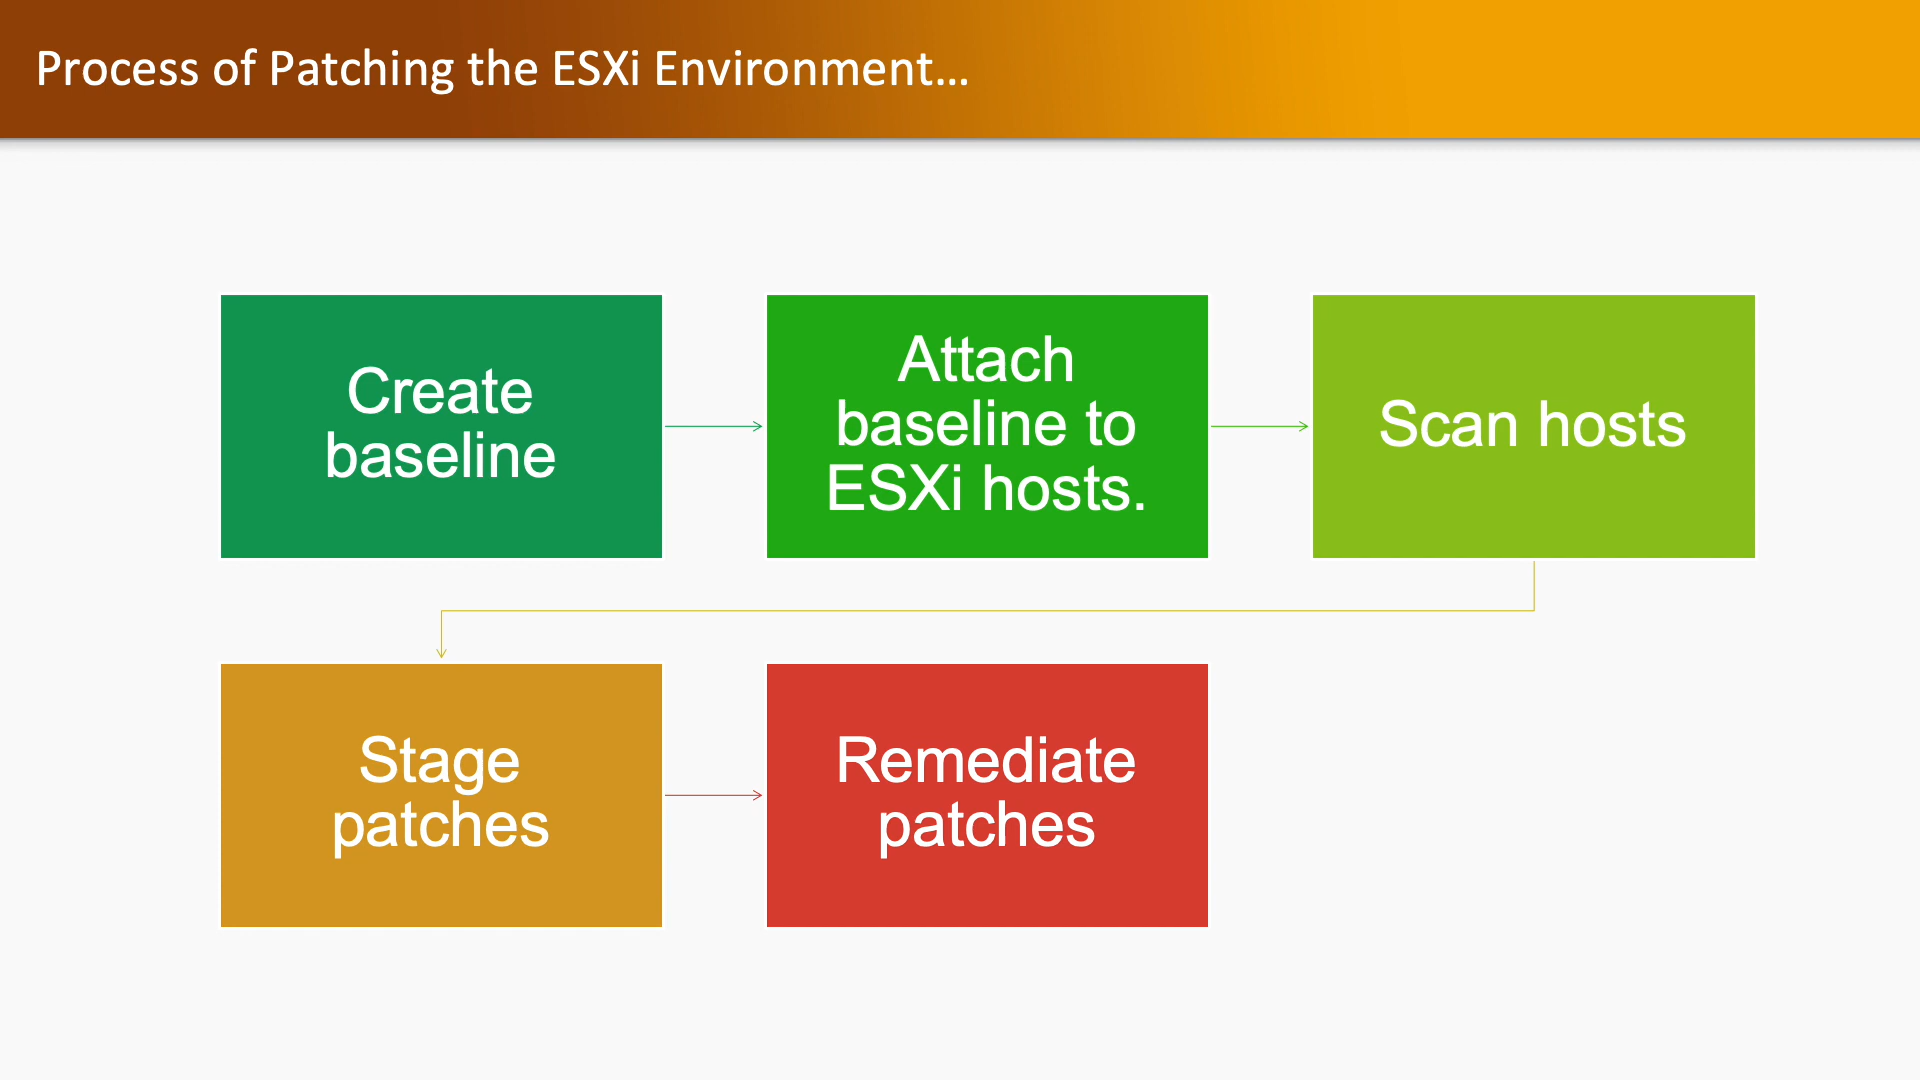 Process of Patching the ESXi Environment...
Create
baseline
Attach
baseline to
ESXi hosts.
Scan hosts
Stage
patches
Remediate
patches